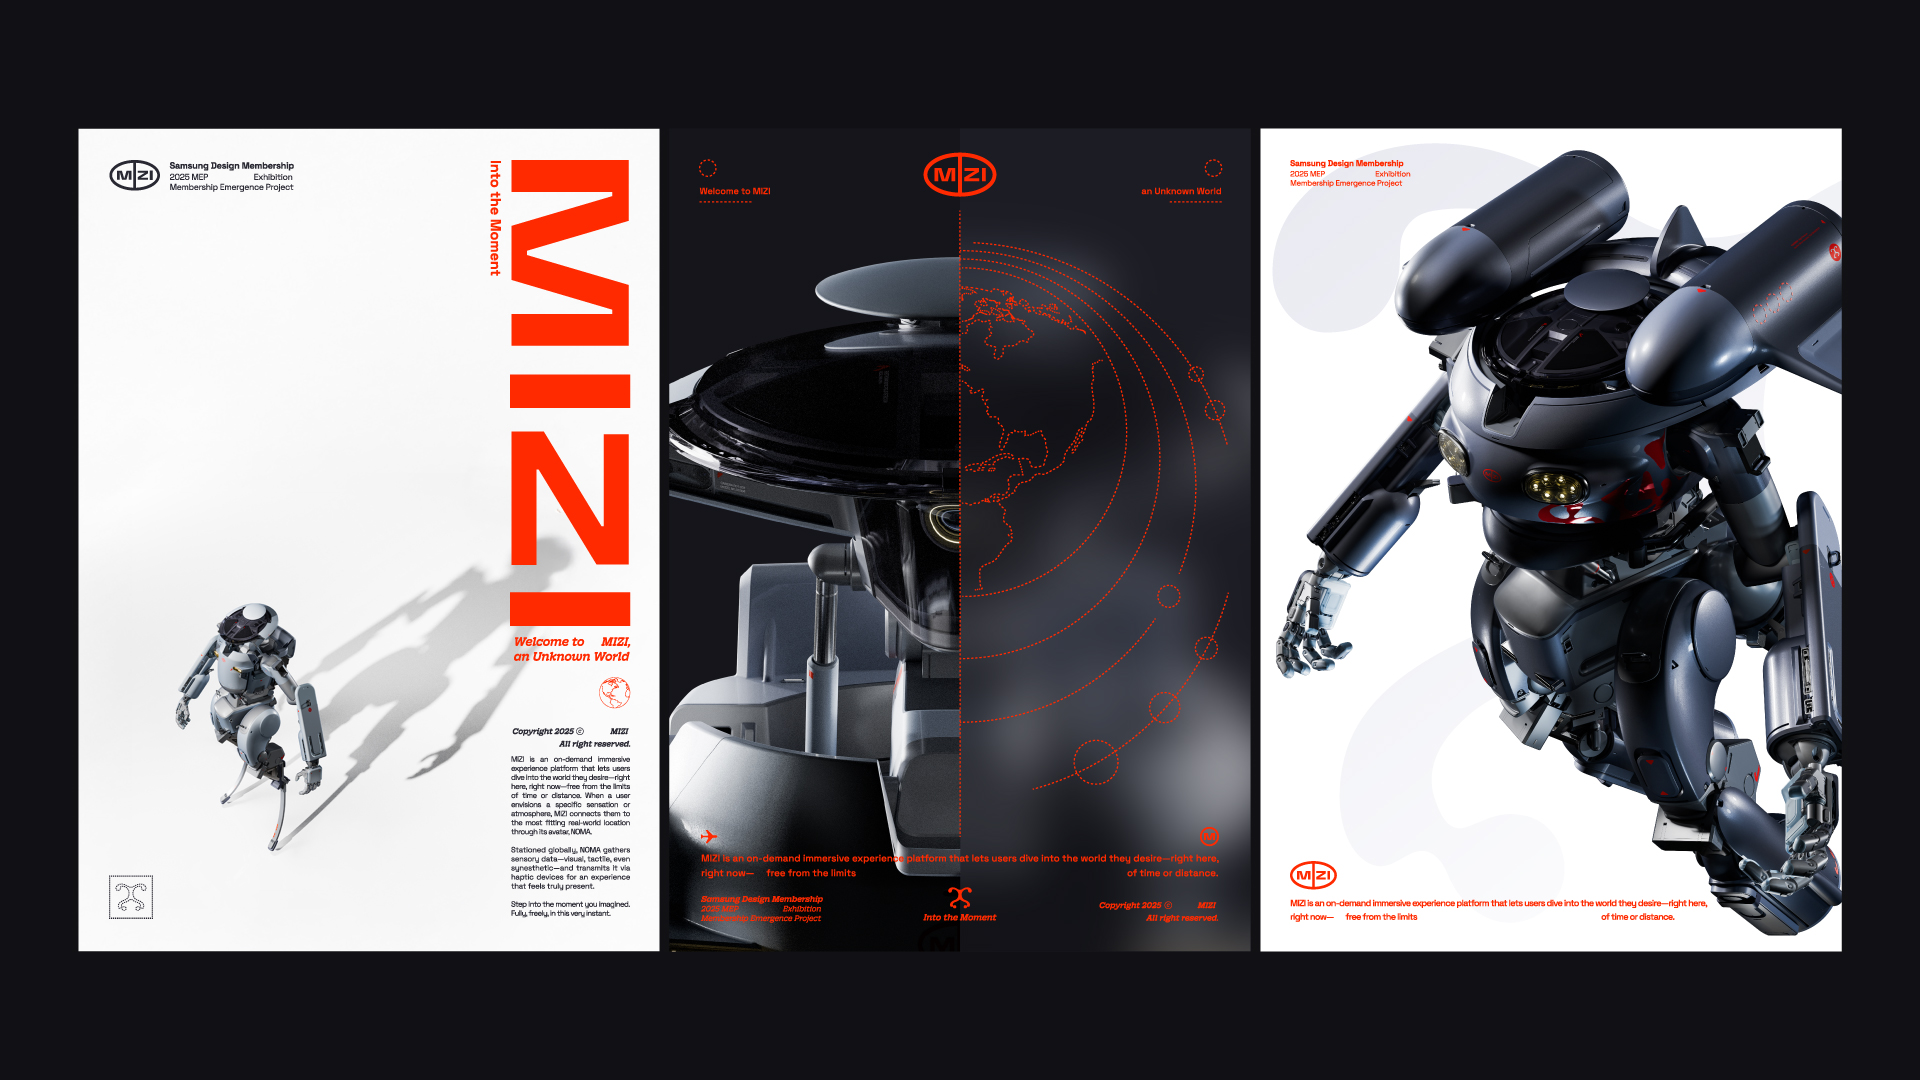 MIZI
Samsung Design Membership
2025 MEP Exhibition
Membership Emergence Project
Into the Moment
MIZI
Welcome to MIZI,
an Unknown World
Copyright 2025 © MIZI
All right reserved.
MIZI is an on-demand immersive
experience platform that lets users
dive into the world they desire—right
here, right now—free from the limits
of time or distance. When a user
envisions a specific sensation or
atmosphere, MIZI connects them to
the most fitting real-world location
through its avatar, NOMA.
Stationed globally, NOMA gathers
sensory data—visual, tactile, even
synesthetic—and transmits it via
haptic devices for an experience
that feels truly present.
Step into the moment you imagined.
Fully, freely, in this very instant.
Welcome to MIZI
MIZI
an Unknown World
MIZI is an on-demand immersive experience platform that lets users dive into the world they desire—right here,
right now— free from the limits of time or distance.
Samsung Design Membership
2025 MEP Exhibition
Membership Emergence Project
Into the Moment
Copyright 2025 © MIZI
All right reserved.
Samsung Design Membership
2025 MEP Exhibition
Membership Emergence Project
MIZI
MIZI is an on-demand immersive experience platform that lets users dive into the world they desire—right here,
right now— free from the limits of time or distance.